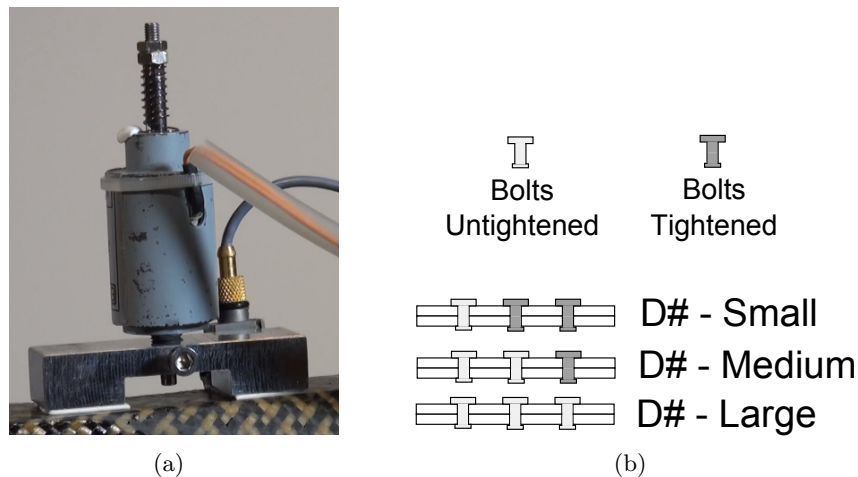 Bolts
Untightened
Bolts
Tightened
D# - Small
D# - Medium
D# - Large
(a)
(b)